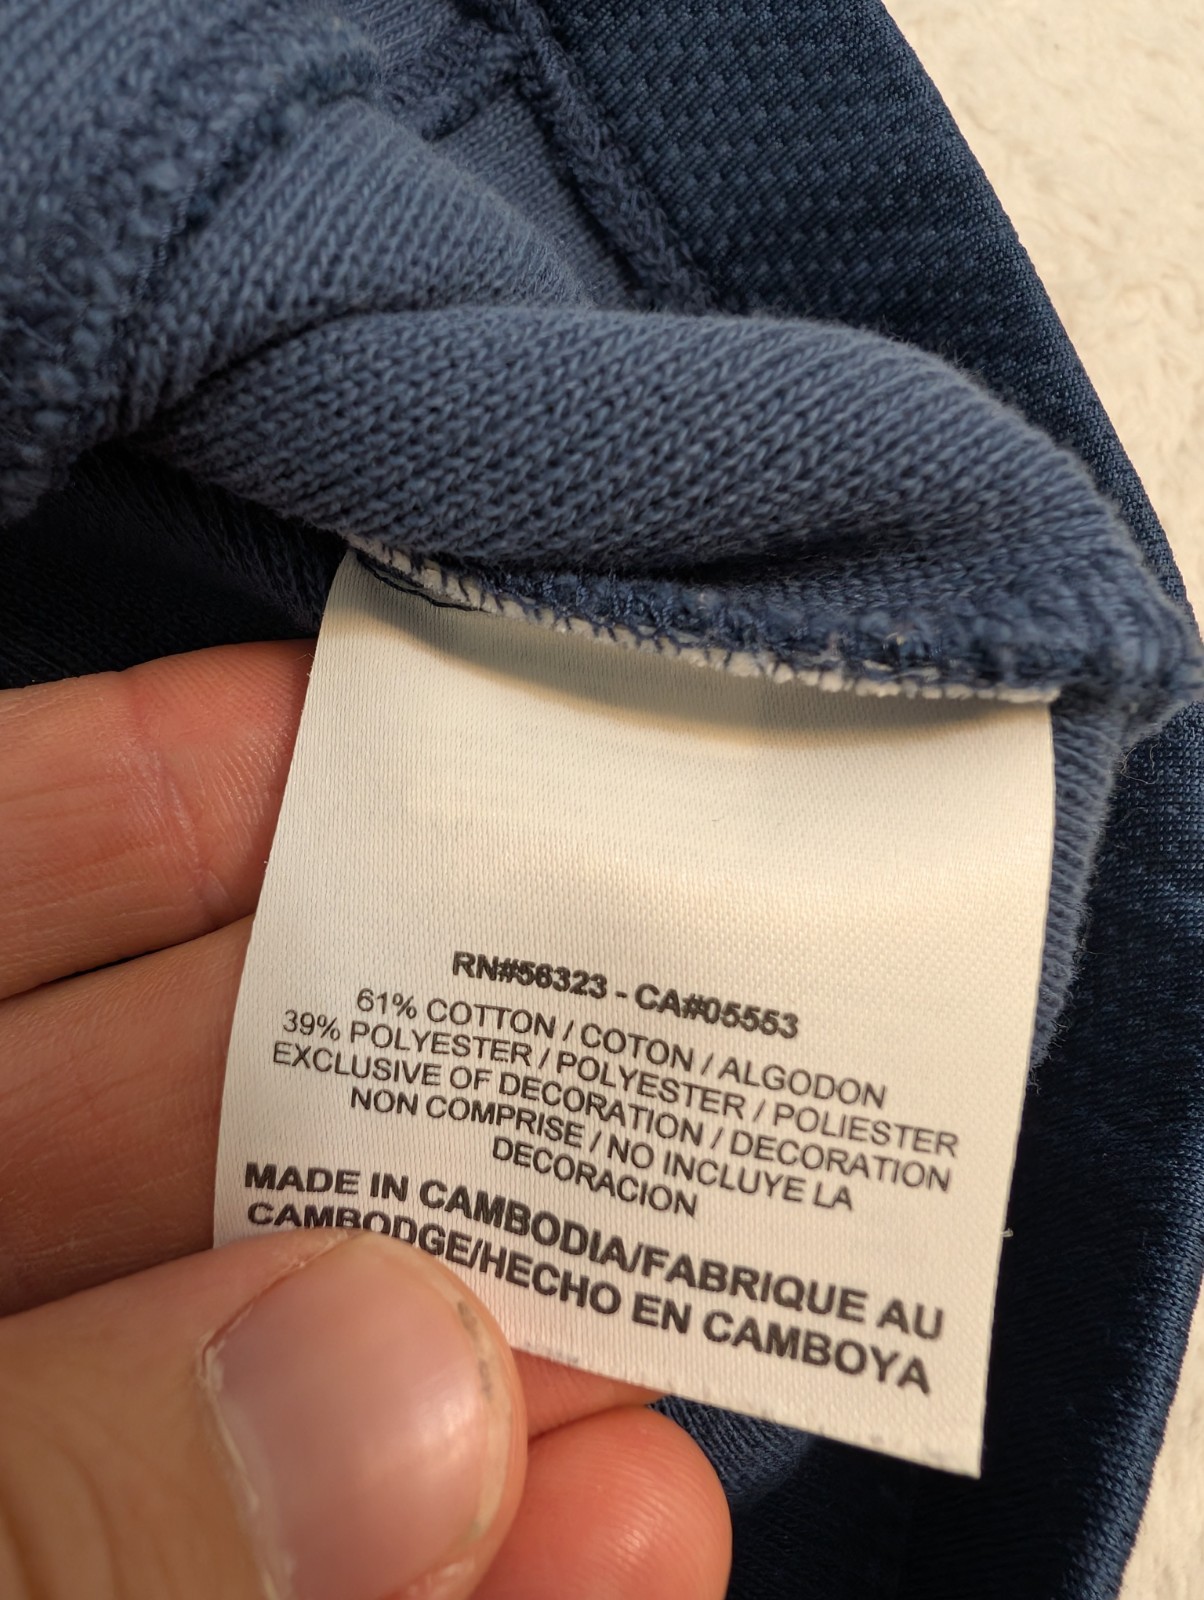 RN#56323 - CA#05553
61% COTTON / COTON / ALGODON
39% POLYESTER / POLYESTER / POLIESTER
EXCLUSIVE OF DECORATION / DECORATION
NON COMPRISE / NO INCLUYE LA
DECORACION
MADE IN CAMBODIA/FABRIQUE AU
CAMBODGE/HECHO EN CAMBOYA